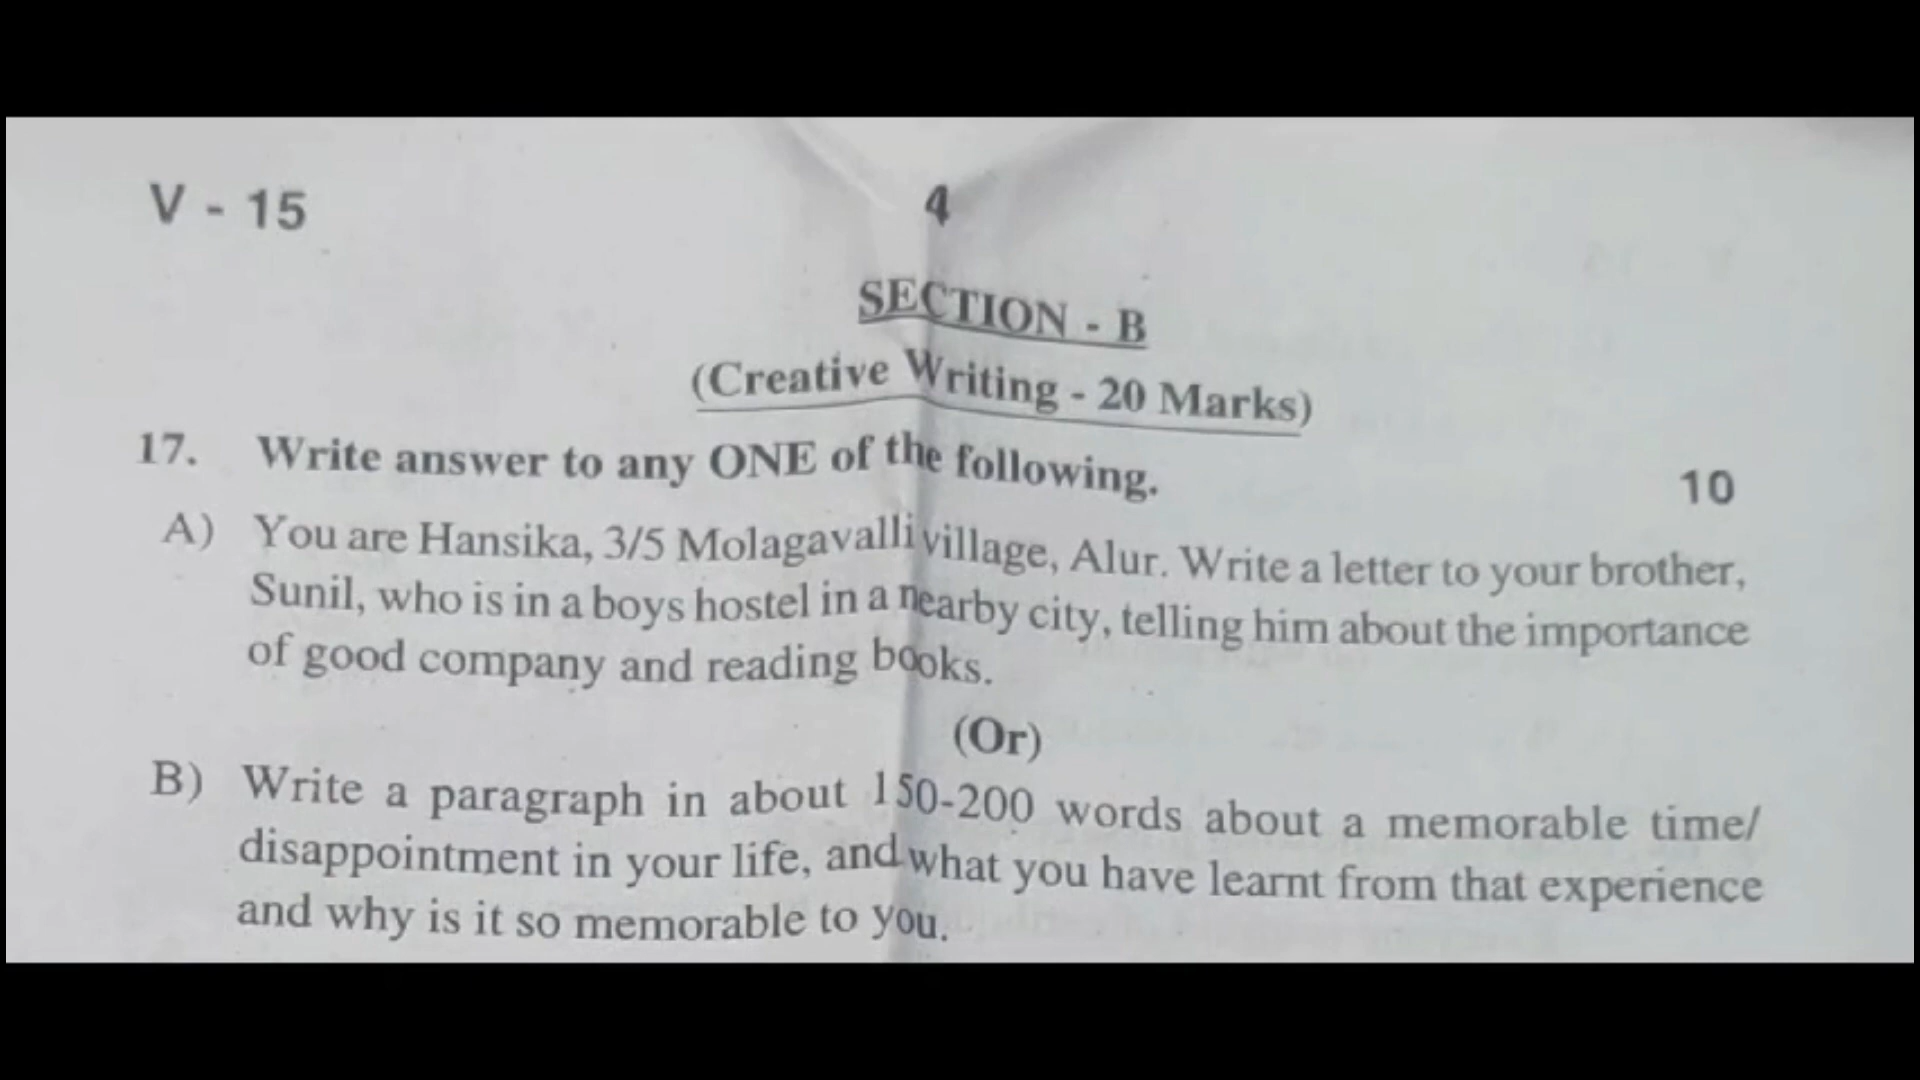 V - 15
4
SECTION - B
(Creative Writing - 20 Marks)
17. Write answer to any ONE of the following. 10
A) You are Hansika, 3/5 Molagavalli village, Alur. Write a letter to your brother,
Sunil, who is in a boys hostel in a nearby city, telling him about the importance
of good company and reading books.
(Or)
B) Write a paragraph in about 150-200 words about a memorable time/
disappointment in your life, and what you have learnt from that experience
and why is it so memorable to you.